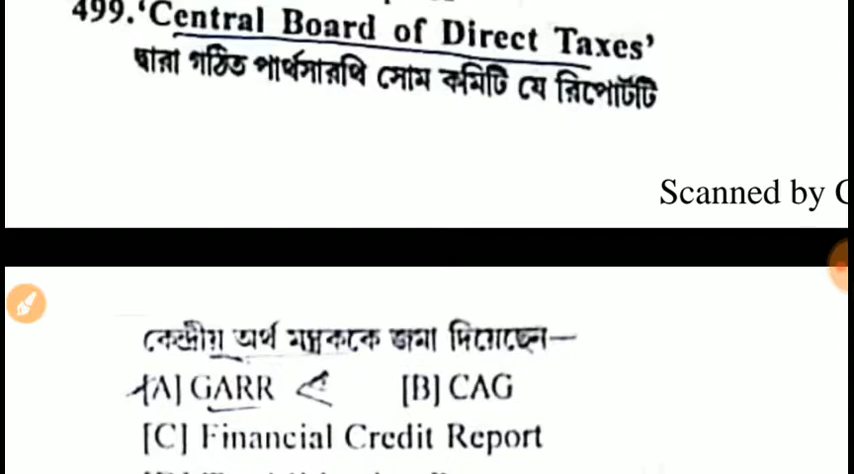 499.‘Central Board of Direct Taxes’
দ্বারা গঠিত পার্থসারথি সোম কমিটি যে রিপোর্টটি
Scanned by C
কেন্দ্রীয় অর্থ মন্ত্রককে জমা দিয়েছেন—
[A] GARR
[B] CAG
[C] Financial Credit Report